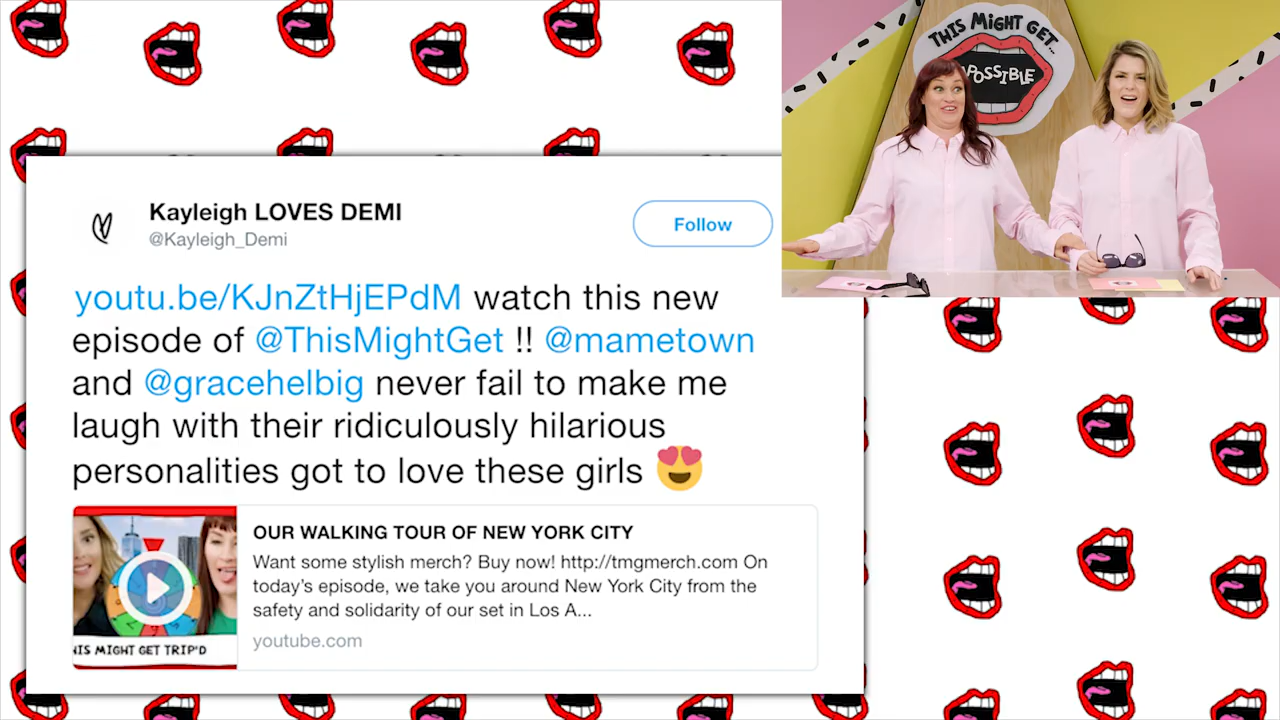 THIS MIGHT GET...
POSSIBLE
Kayleigh LOVES DEMI
@Kayleigh_Demi
Follow
youtu.be/KJnZtHjEPdM watch this new
episode of @ThisMightGet !! @mametown
and @gracehelbig never fail to make me
laugh with their ridiculously hilarious
personalities got to love these girls 😍
OUR WALKING TOUR OF NEW YORK CITY
Want some stylish merch? Buy now! http://tmgmerch.com On
today's episode, we take you around New York City from the
safety and solidarity of our set in Los A...
youtube.com
HIS MIGHT GET TRIP'D